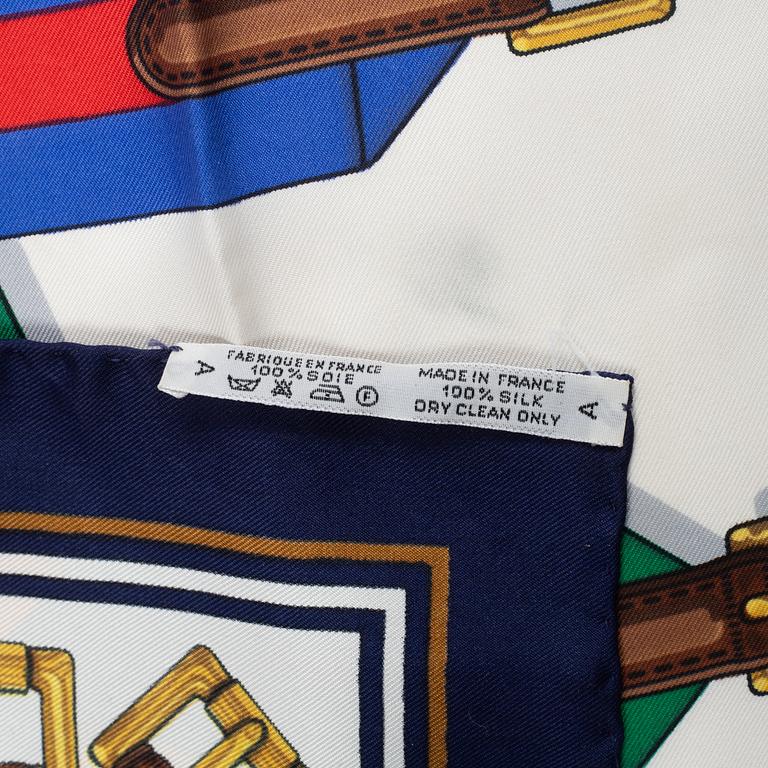 A
FABRIQUE EN FRANCE
100% SOIE
F
MADE IN FRANCE
100% SILK
DRY CLEAN ONLY
A